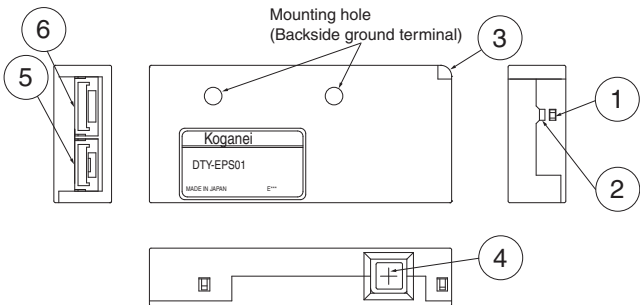 Mounting hole
(Backside ground terminal)
6
3
5
1
Koganei
DTY-EPS01
MADE IN JAPAN E***
2
4